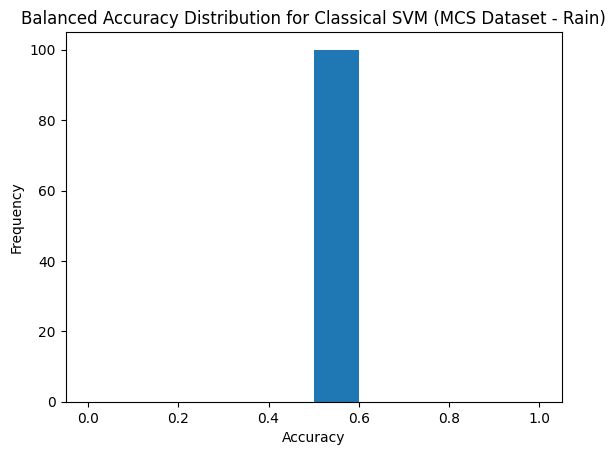 Balanced Accuracy Distribution for Classical SVM (MCS Dataset - Rain)
100
80
60
40
20
0
Frequency
0.0 0.2 0.4 0.6 0.8 1.0
Accuracy